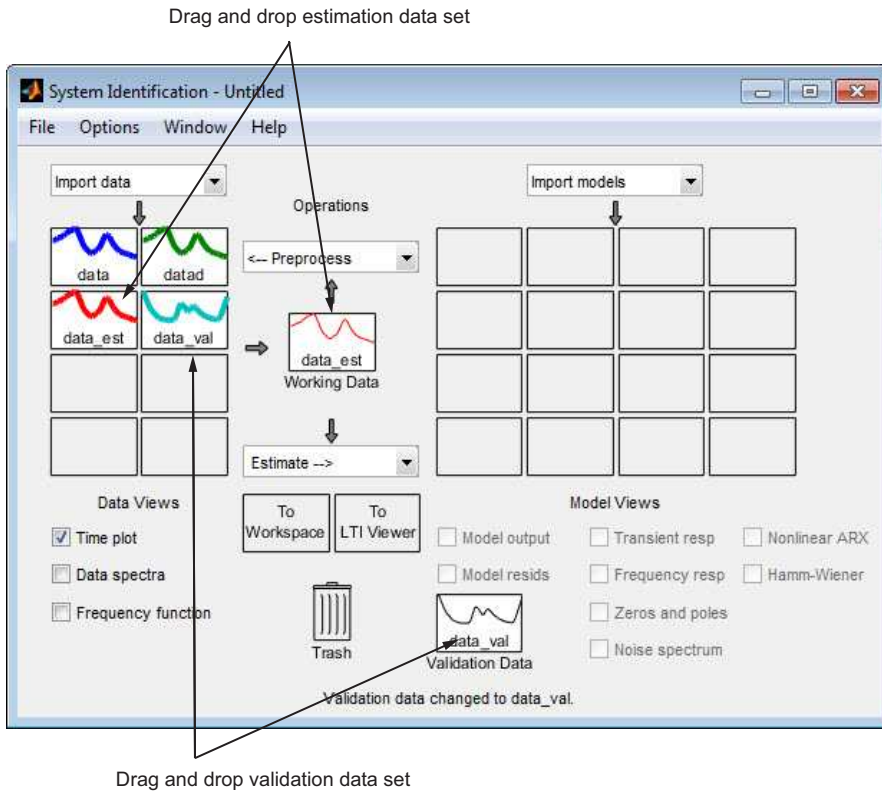 Drag and drop estimation data set
System Identification - Untitled
File Options Window Help
Import data
Import models
Operations
data
datad
<-- Preprocess
data_est
data_val
data_est
Working Data
Estimate -->
Data Views
To Workspace
To LTI Viewer
Model Views
Time plot
Model output
Transient resp
Nonlinear ARX
Data spectra
Model resids
Frequency resp
Hamm-Wiener
Frequency function
data_val
Zeros and poles
Trash
Validation Data
Noise spectrum
Validation data changed to data_val.
Drag and drop validation data set